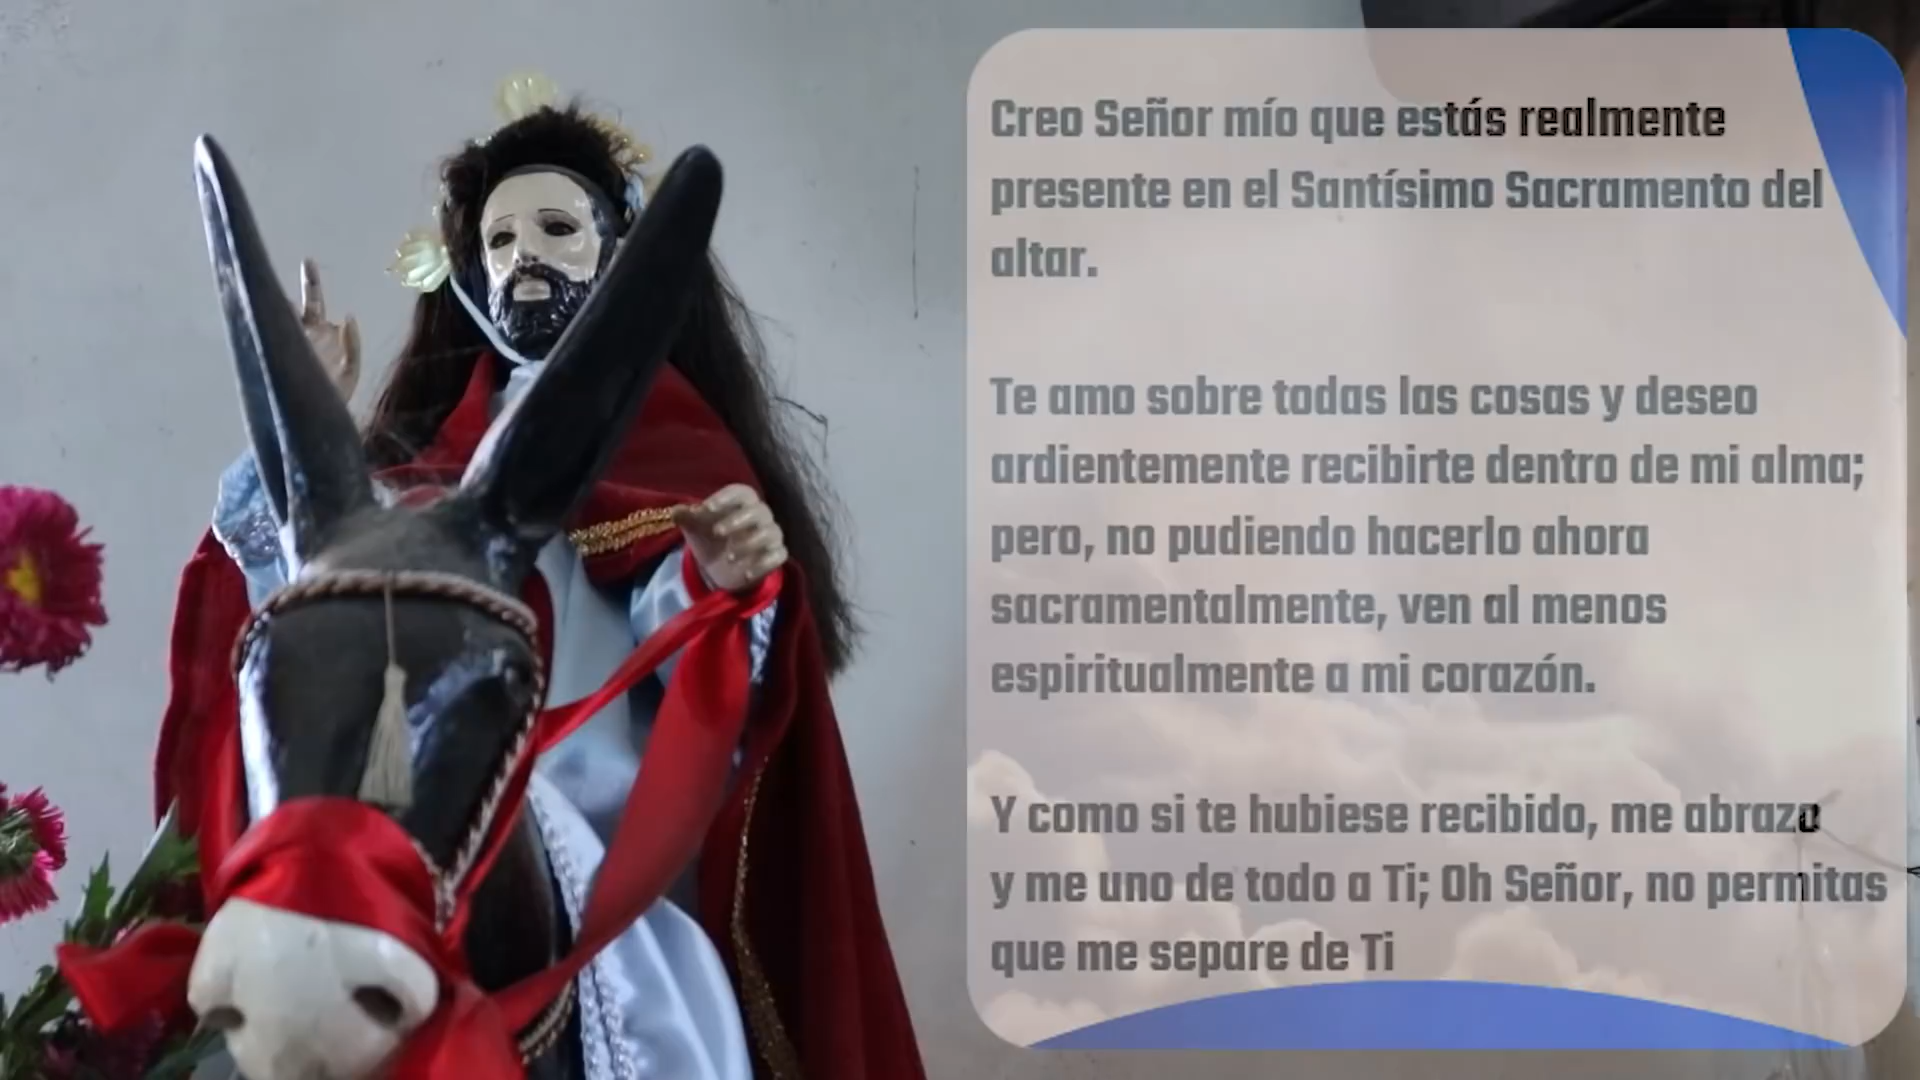 Creo Señor mío que estás realmente
presente en el Santísimo Sacramento del
altar.
Te amo sobre todas las cosas y deseo
ardientemente recibirte dentro de mi alma;
pero, no pudiendo hacerlo ahora
sacramentalmente, ven al menos
espiritualmente a mi corazón.
Y como si te hubiese recibido, me abrazo
y me uno de todo a Ti; Oh Señor, no permitas
que me separe de Ti